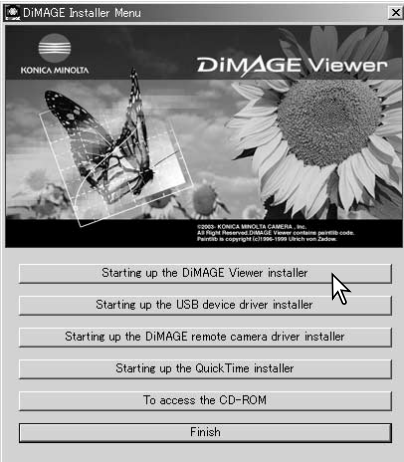 DiMAGE Installer Menu
KONICA MINOLTA
DiMAGE Viewer
©2003- KONICA MINOLTA CAMERA , Inc.
All Right Reserved.DiMAGE Viewer contains paintlib code.
Paintlib is copyright (c)1996-1999 Ulrich von Zadow.
Starting up the DiMAGE Viewer installer
Starting up the USB device driver installer
Starting up the DiMAGE remote camera driver installer
Starting up the QuickTime installer
To access the CD-ROM
Finish